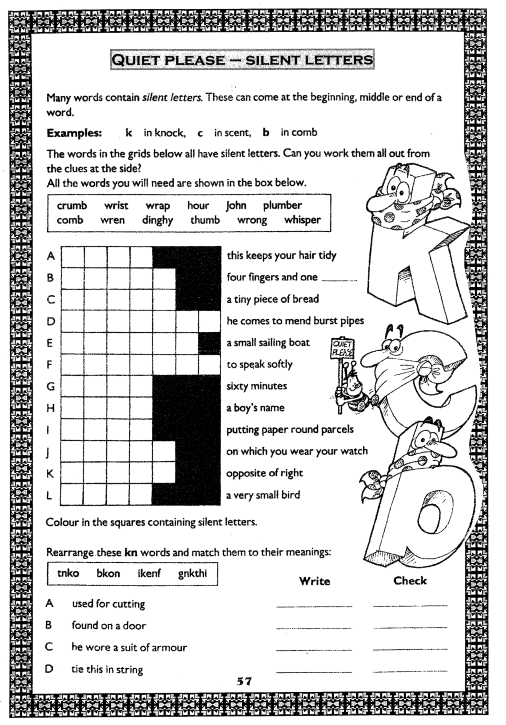 QUIET PLEASE – SILENT LETTERS
Many words contain silent letters. These can come at the beginning, middle or end of a
word.
Examples: k in knock, c in scent, b in comb
The words in the grids below all have silent letters. Can you work them all out from
the clues at the side?
All the words you will need are shown in the box below.
crumb wrist wrap hour John plumber
comb wren dinghy thumb wrong whisper
A this keeps your hair tidy
B four fingers and one ______
C a tiny piece of bread
D he comes to mend burst pipes
E a small sailing boat
F to speak softly
G sixty minutes
H a boy's name
I putting paper round parcels
J on which you wear your watch
K opposite of right
L a very small bird
QUIET
PLEASE
Colour in the squares containing silent letters.
Rearrange these kn words and match them to their meanings:
tnko bkon ikenf gnkthi
Write Check
A used for cutting
B found on a door
C he wore a suit of armour
D tie this in string
57